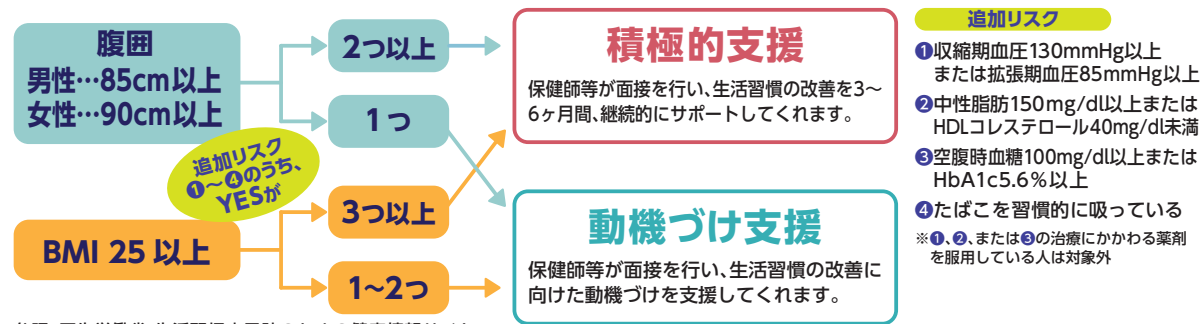 腹囲
男性…85cm以上
女性…90cm以上
追加リスク
❶～❹のうち、
YESが
BMI 25 以上
2つ以上
1つ
3つ以上
1～2つ
積極的支援
保健師等が面接を行い、生活習慣の改善を3～
6ヶ月間、継続的にサポートしてくれます。
動機づけ支援
保健師等が面接を行い、生活習慣の改善に
向けた動機づけを支援してくれます。
追加リスク
❶収縮期血圧130mmHg以上
または拡張期血圧85mmHg以上
❷中性脂肪150mg/dl以上または
HDLコレステロール40mg/dl未満
❸空腹時血糖100mg/dl以上または
HbA1c5.6％以上
❹たばこを習慣的に吸っている
※❶、❷、または❸の治療にかかわる薬剤
を服用している人は対象外